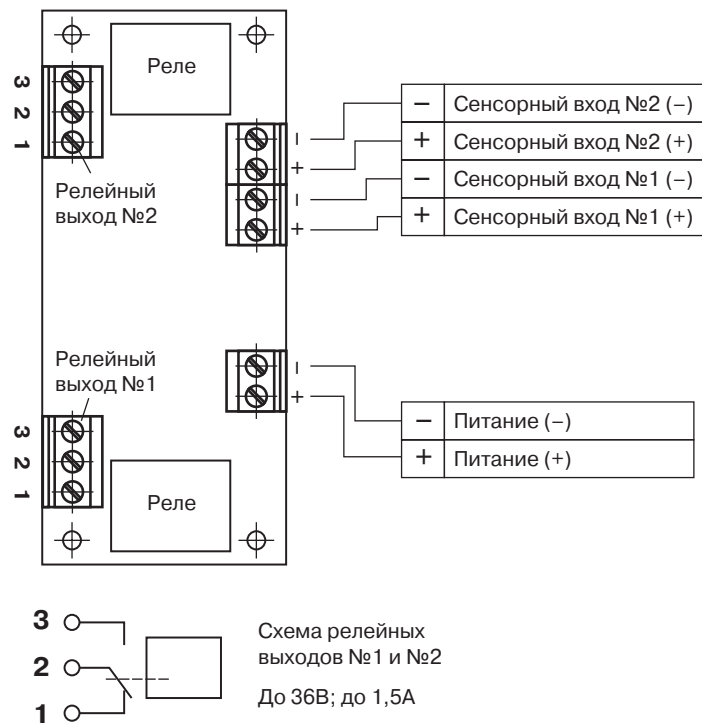 Реле
3
2
1
Релейный
выход №2
−
+
−
+
− Сенсорный вход №2 (−)
+ Сенсорный вход №2 (+)
− Сенсорный вход №1 (−)
+ Сенсорный вход №1 (+)
Релейный
выход №1
−
+
− Питание (−)
+ Питание (+)
3
2
1
Реле
3
2
1
Схема релейных
выходов №1 и №2
До 36В; до 1,5А